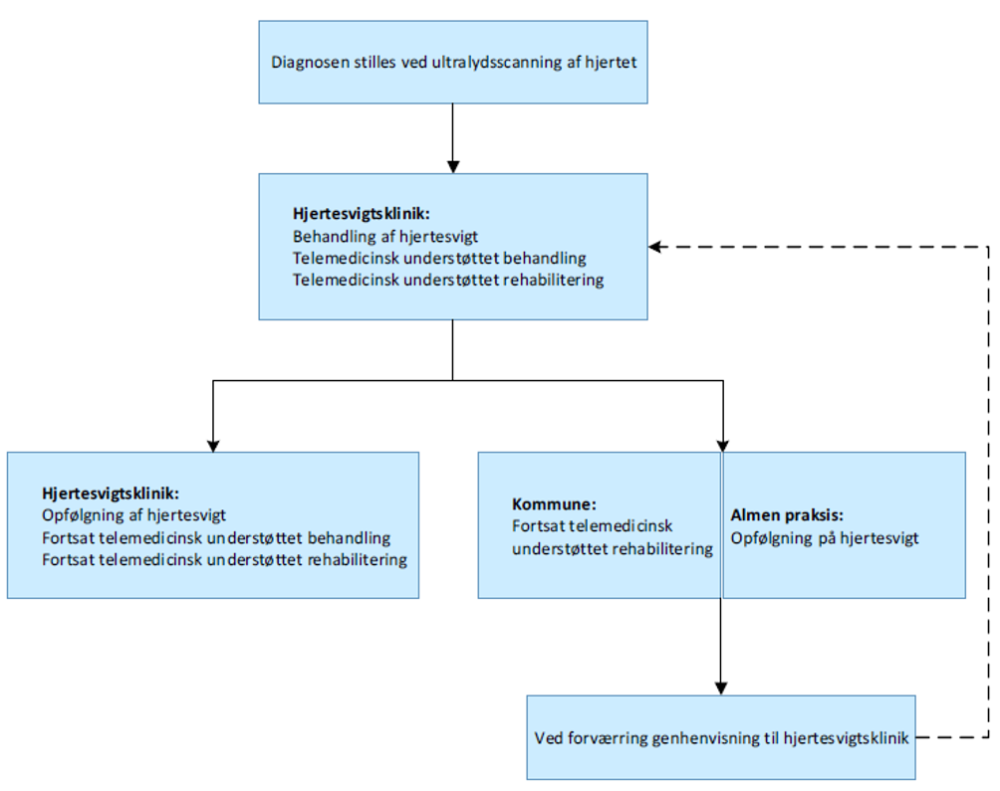 Diagnosen stilles ved ultralydsscanning af hjertet
Hjertesvigtsklinik:
Behandling af hjertesvigt
Telemedicinsk understøttet behandling
Telemedicinsk understøttet rehabilitering
Hjertesvigtsklinik:
Opfølgning af hjertesvigt
Fortsat telemedicinsk understøttet behandling
Fortsat telemedicinsk understøttet rehabilitering
Kommune:
Fortsat telemedicinsk
understøttet rehabilitering
Almen praksis:
Opfølgning på hjertesvigt
Ved forværring genhenvisning til hjertesvigtsklinik